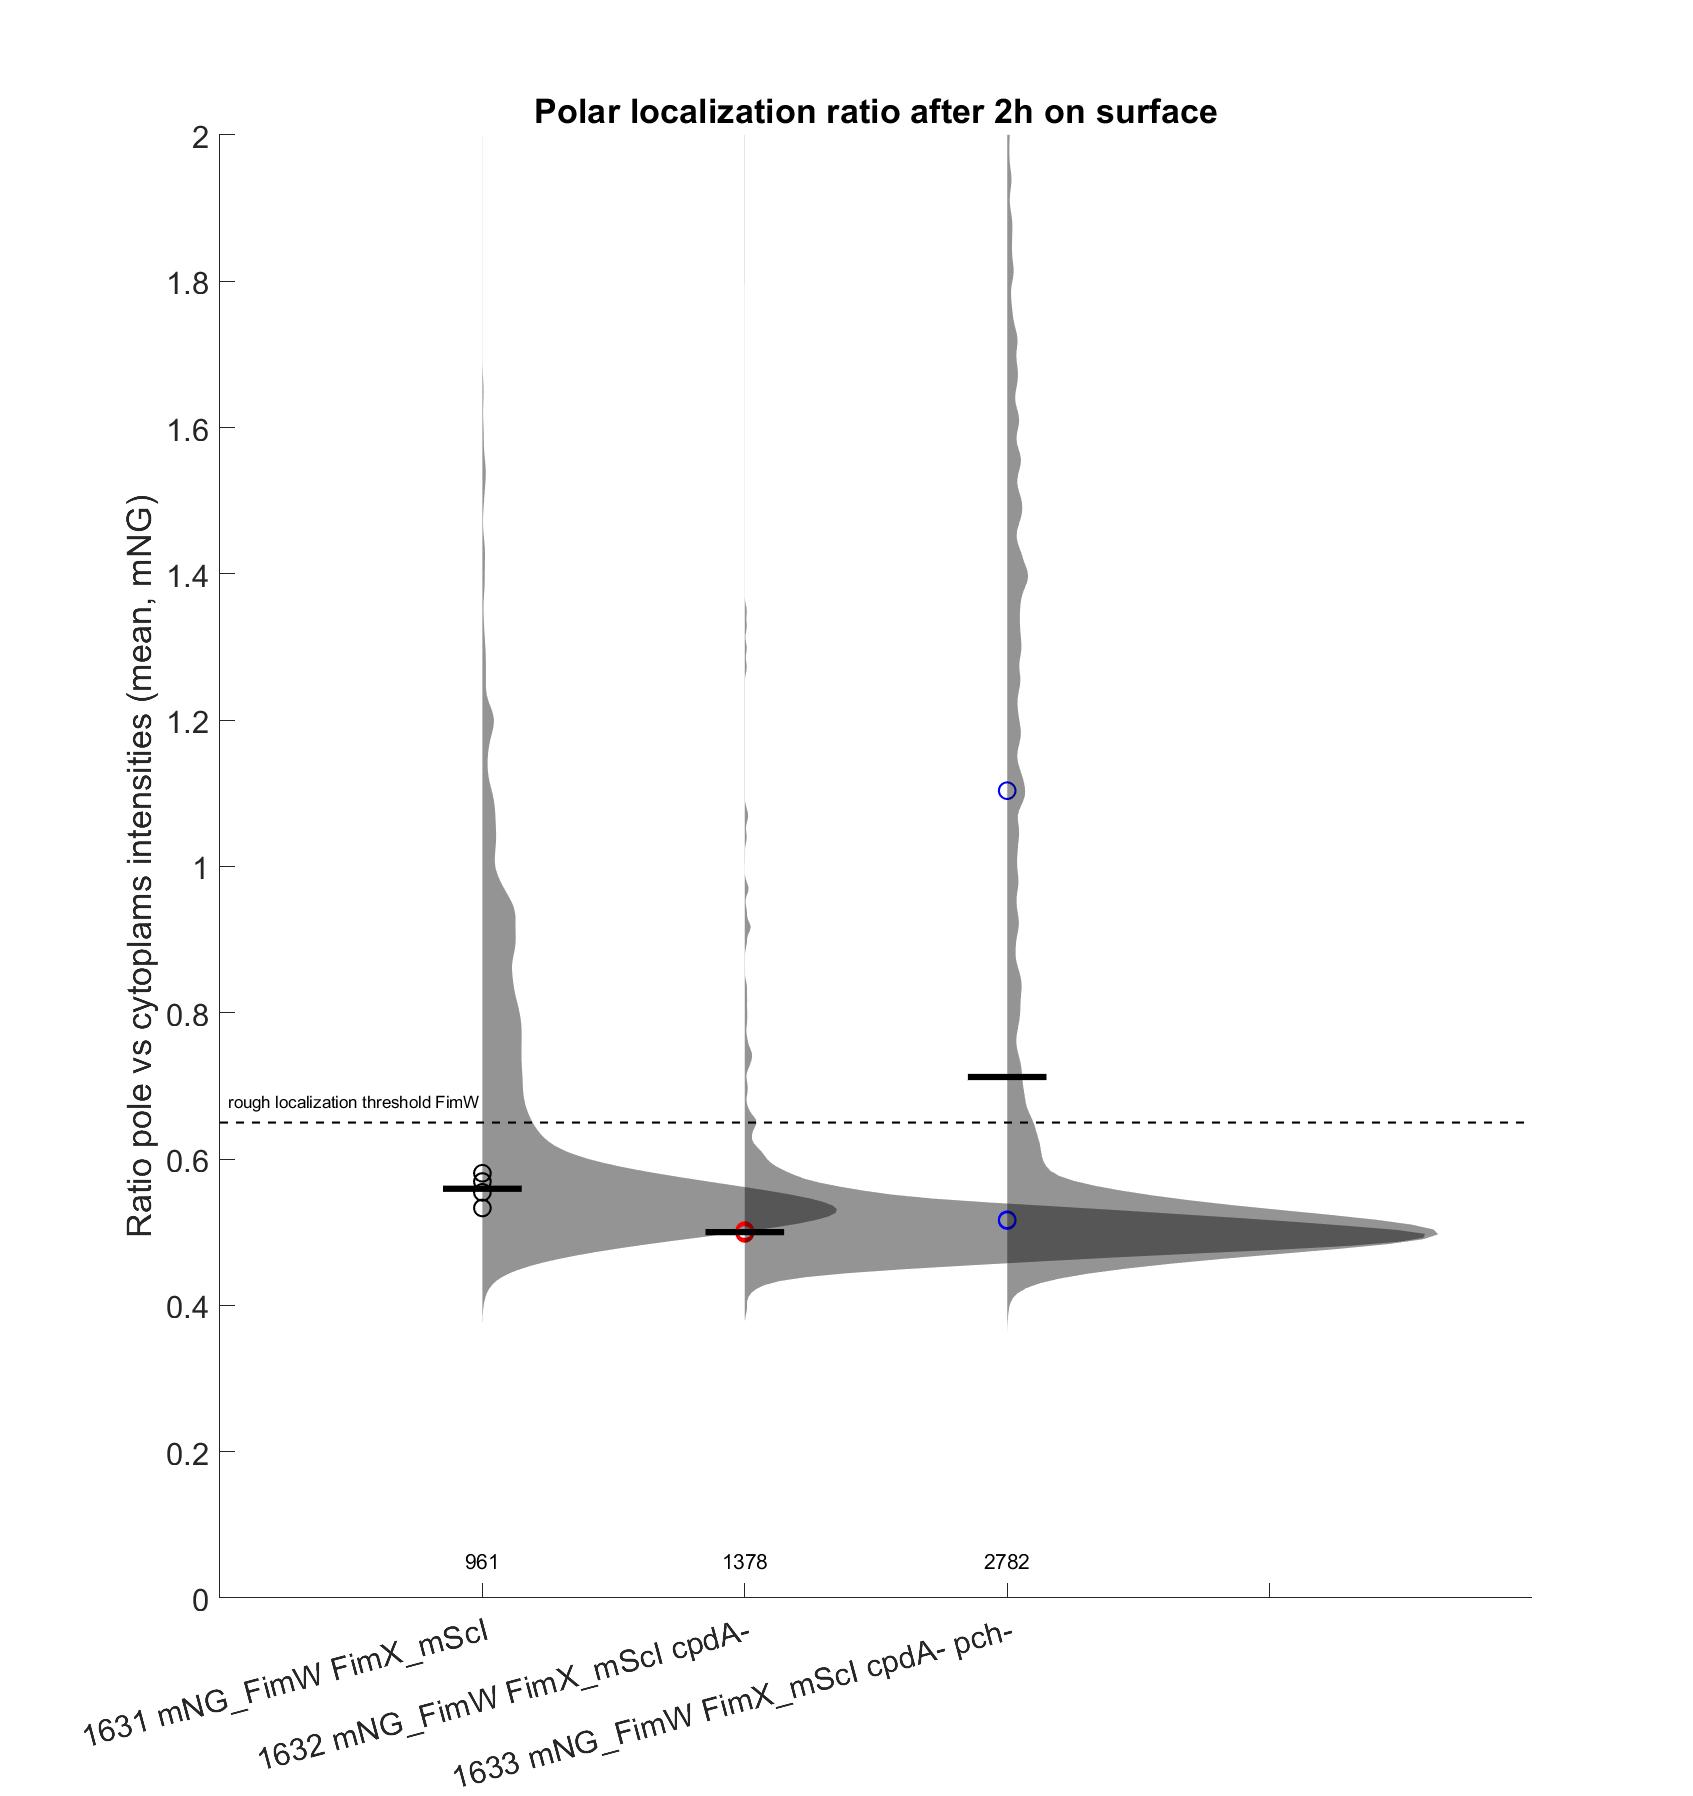 Polar localization ratio after 2h on surface
Ratio pole vs cytoplams intensities (mean, mNG)
2
1.8
1.6
1.4
1.2
1
0.8
rough localization threshold FimW
0.6
0.4
0.2
0
961 1378 2782
1631 mNG_FimW FimX_mScI
1632 mNG_FimW FimX_mScI cpdA-
1633 mNG_FimW FimX_mScI cpdA- pch-